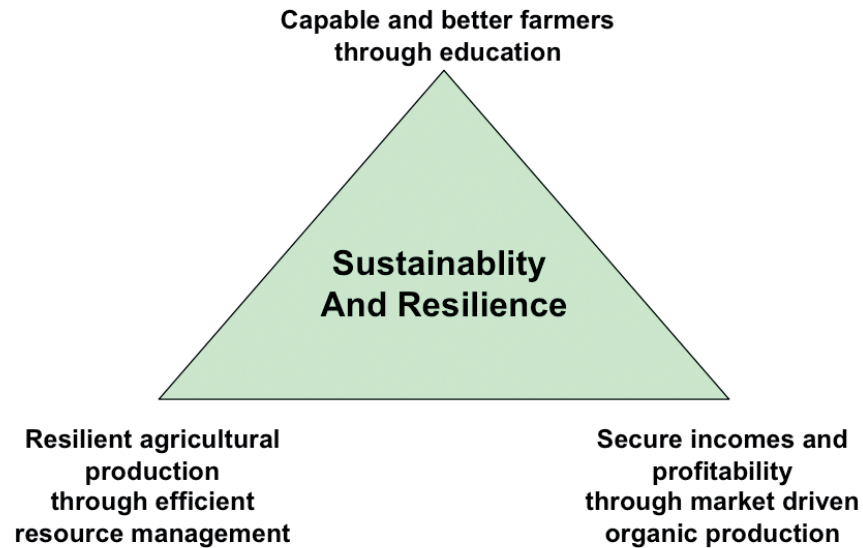 Capable and better farmers
through education
Sustainablity
And Resilience
Resilient agricultural
production
through efficient
resource management
Secure incomes and
profitability
through market driven
organic production